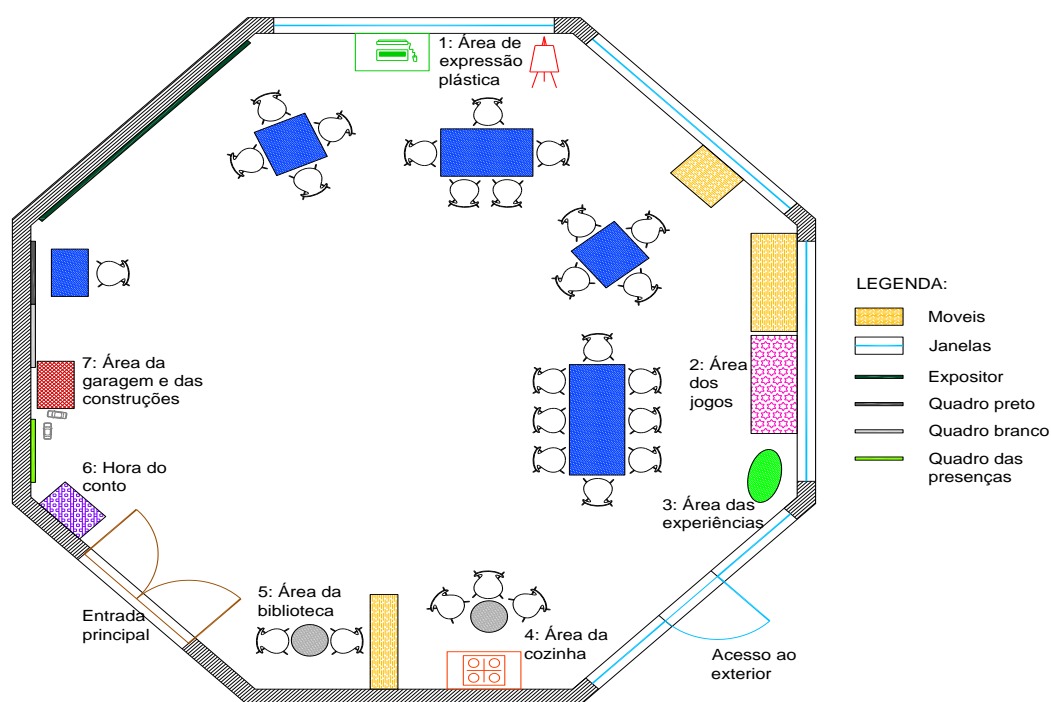 1: Área de
expressão
plástica
LEGENDA:
Moveis
Janelas
2: Área
dos
jogos
7: Área da
garagem e das
construções
Expositor
Quadro preto
Quadro branco
Quadro das
presenças
6: Hora do
conto
3: Área das
experiências
5: Área da
biblioteca
Entrada
principal
4: Área da
cozinha
Acesso ao
exterior